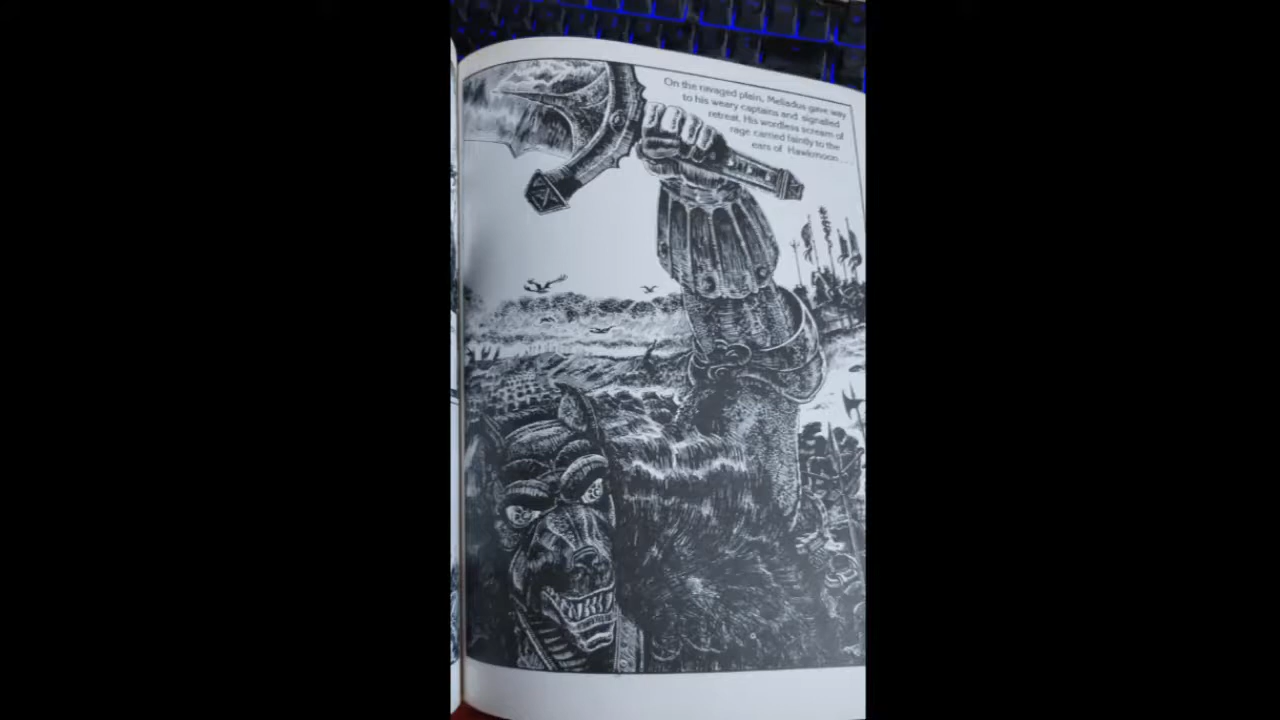 On the ravaged plain, Meliadus gave way
to his weary captains and signalled
retreat. His wordless scream of
rage carried faintly to the
ears of Hawkmoon . . . .